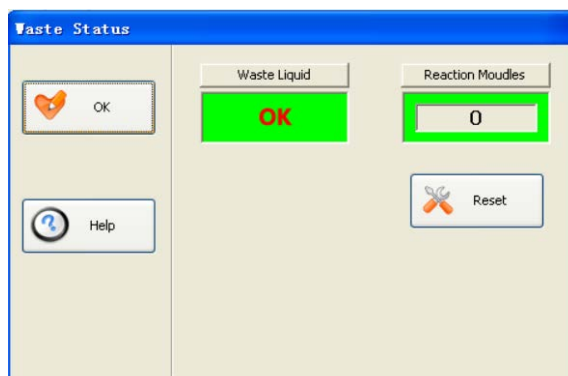 Waste Status
OK
Help
Waste Liquid
OK
Reaction Moudles
0
Reset